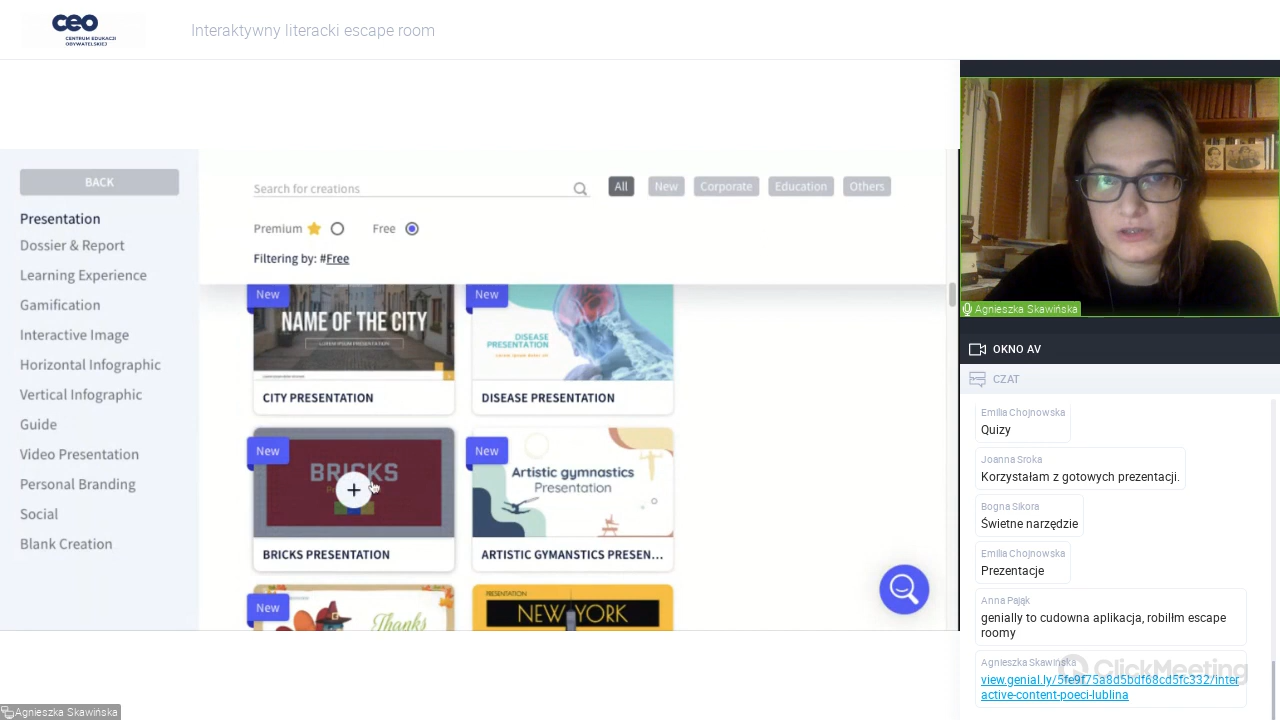 ceo
CENTRUM EDUKACJI
OBYWATELSKIEJ
Interaktywny literacki escape room
BACK
Presentation
Dossier & Report
Learning Experience
Gamification
Interactive Image
Horizontal Infographic
Vertical Infographic
Guide
Video Presentation
Personal Branding
Social
Blank Creation
Search for creations
All
New
Corporate
Education
Others
Premium
Free
Filtering by: #Free
New
NAME OF THE CITY
CITY PRESENTATION
New
DISEASE
PRESENTATION
DISEASE PRESENTATION
New
BRICKS
BRICKS PRESENTATION
New
Artistic gymnastics
Presentation
ARTISTIC GYMANSTICS PRESEN...
New
Thanks
PRESENTATION
NEW YORK
Agnieszka Skawińska
OKNO AV
CZAT
Emilia Chojnowska
Quizy
Joanna Sroka
Korzystałam z gotowych prezentacji.
Bogna Sikora
Świetne narzędzie
Emilia Chojnowska
Prezentacje
Anna Pająk
genially to cudowna aplikacja, robiłm escape
roomy
Agnieszka Skawińska
view.genial.ly/5fe9f75a8d5bdf68cd5fc332/inter
active-content-poeci-lublina
ClickMeeting
Agnieszka Skawińska